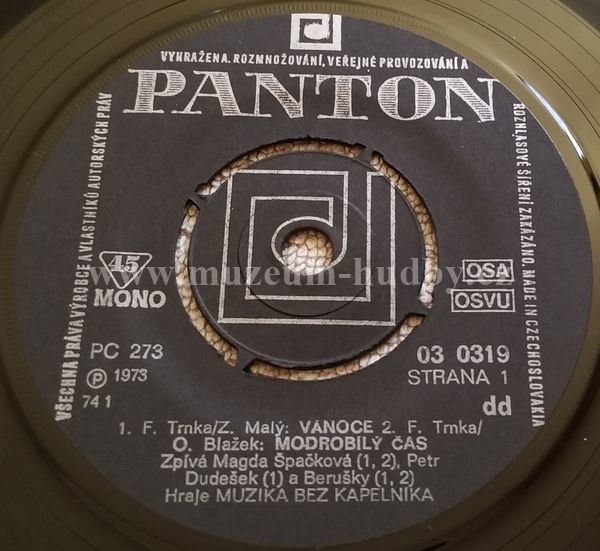 VYHRAŽENA. ROZMNOŽOVÁNÍ, VEŘEJNÉ PROVOZOVÁNÍ A
PANTON
VŠECHNA PRÁVA VÝROBCE A VLASTNÍKŮ AUTORSKÝCH PRÁV
ROZHLASOVÉ ŠÍŘENÍ ZAKÁZÁNO. MADE IN CZECHOSLOVAKIA
45
MONO
OSA
OSVU
www.muzeum-hudby.cz
PC 273
℗ 1973
74 1
03 0319
STRANA 1
dd
1. F. Trnka/Z. Malý: VÁNOCE 2. F. Trnka/
O. Blažek: MODROBÍLÝ ČAS
Zpívá Magda Špačková (1, 2), Petr
Dudešek (1) a Berušky (1, 2)
Hraje MUZIKA BEZ KAPELNÍKA